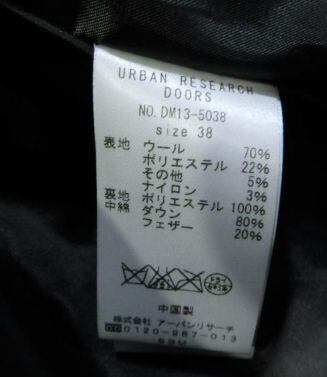 URBAN RESEARCH
DOORS
NO.DM13-5038
size 38
表地 ウール 70%
ポリエステル 22%
その他 5%
ナイロン 3%
裏地 ポリエステル 100%
中綿 ダウン 80%
フェザー 20%
中国製
株式会社 アーバンリサーチ
0120-987-013